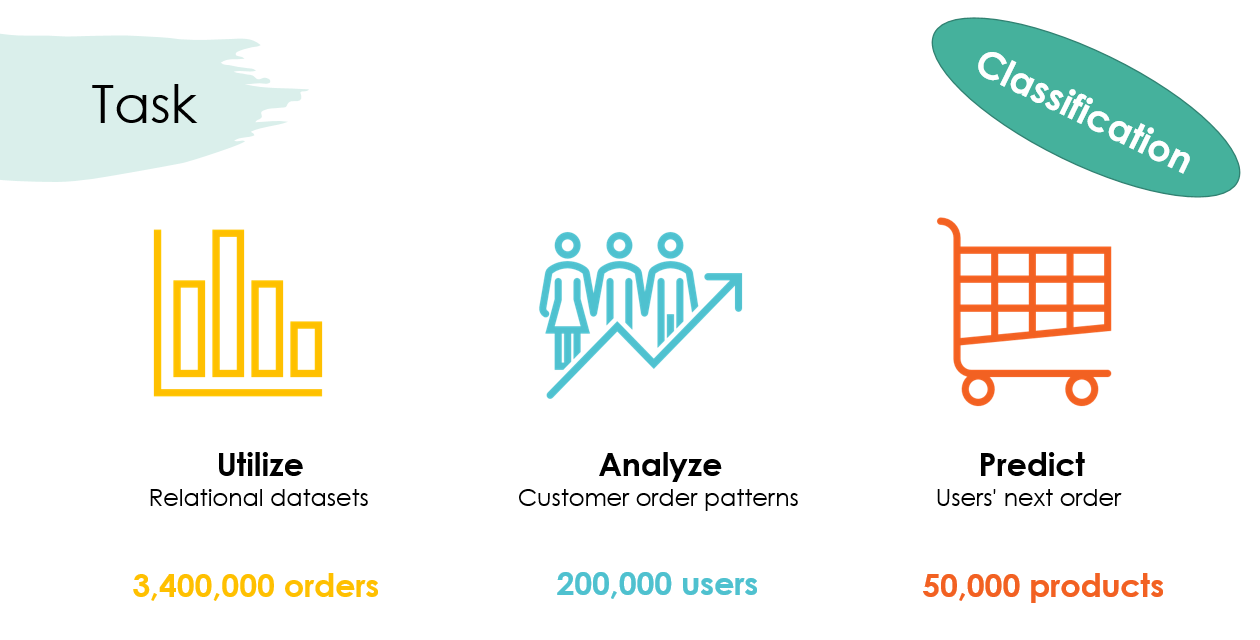 Task
Classification
Utilize
Relational datasets
3,400,000 orders
Analyze
Customer order patterns
200,000 users
Predict
Users' next order
50,000 products